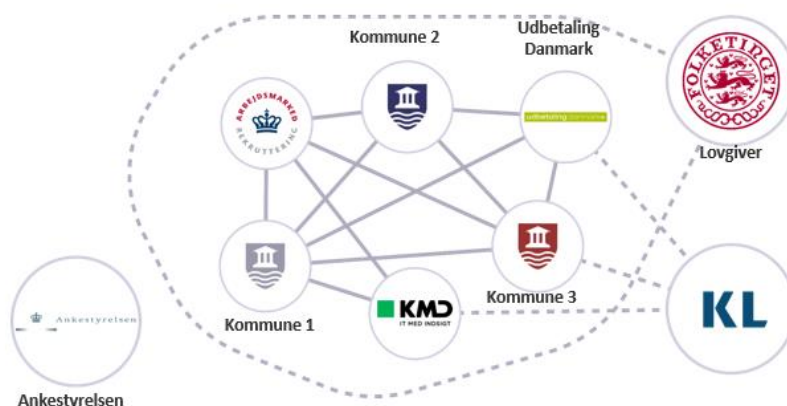 Kommune 2
Udbetaling
Danmark
ARBEJDSMARKED
REKRUTTERING
udbetaling danmark
FOLKETINGET
Lovgiver
Kommune 1
KMD
IT MED INDSIGT
Kommune 3
KL
Ankestyrelsen
Ankestyrelsen